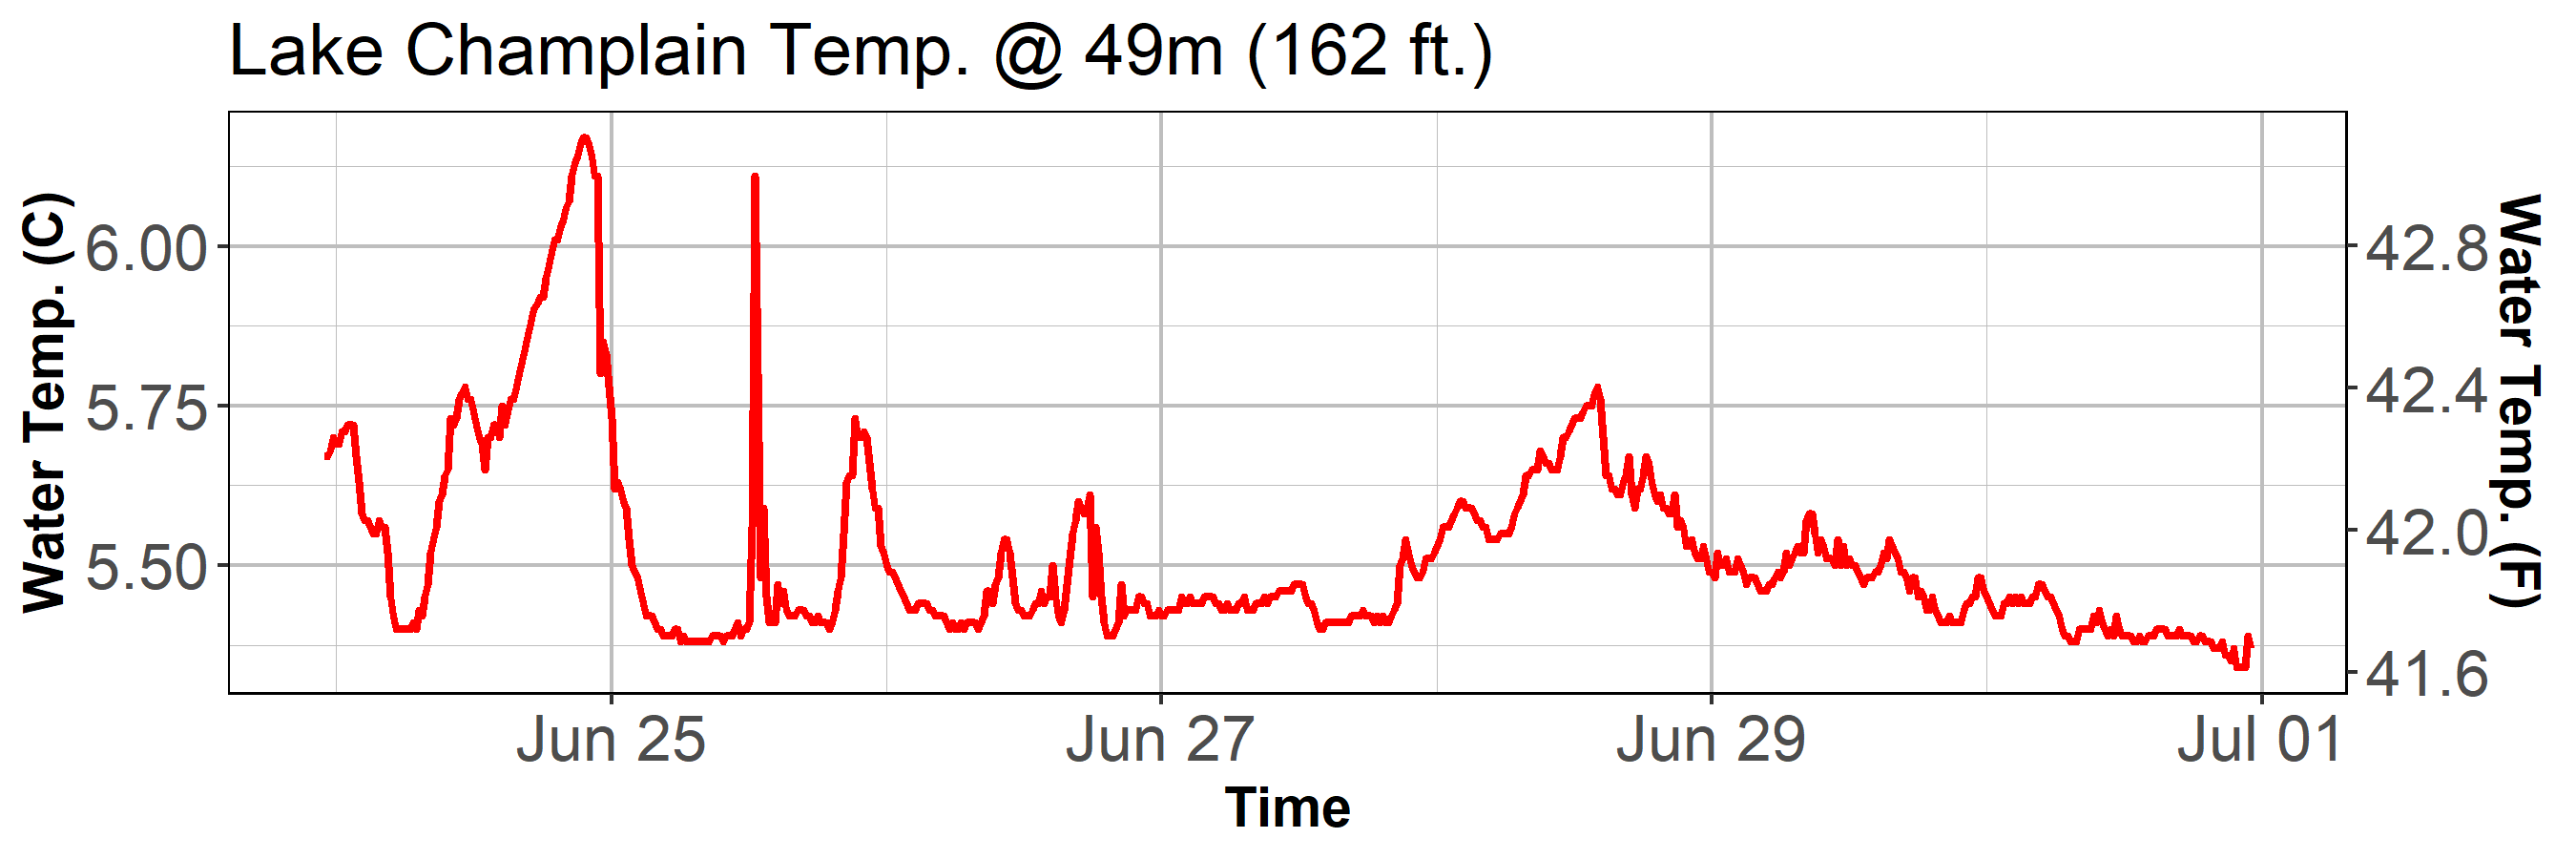 Lake Champlain Temp. @ 49m (162 ft.)
Water Temp. (C)
6.00
5.75
5.50
42.8
42.4
42.0
41.6
Water Temp. (F)
Jun 25
Jun 27
Jun 29
Jul 01
Time